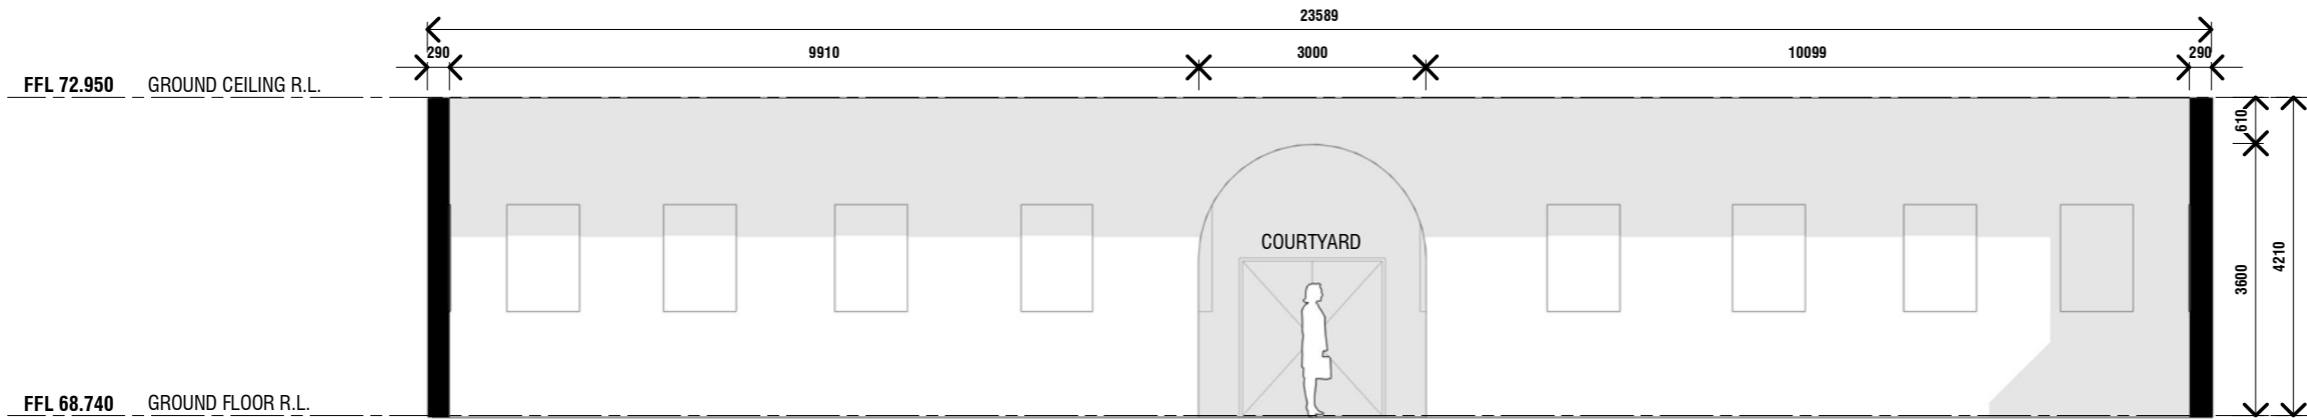 23589
290 9910 3000 10099 290
FFL 72.950 GROUND CEILING R.L.
610
COURTYARD
3600
4210
FFL 68.740 GROUND FLOOR R.L.